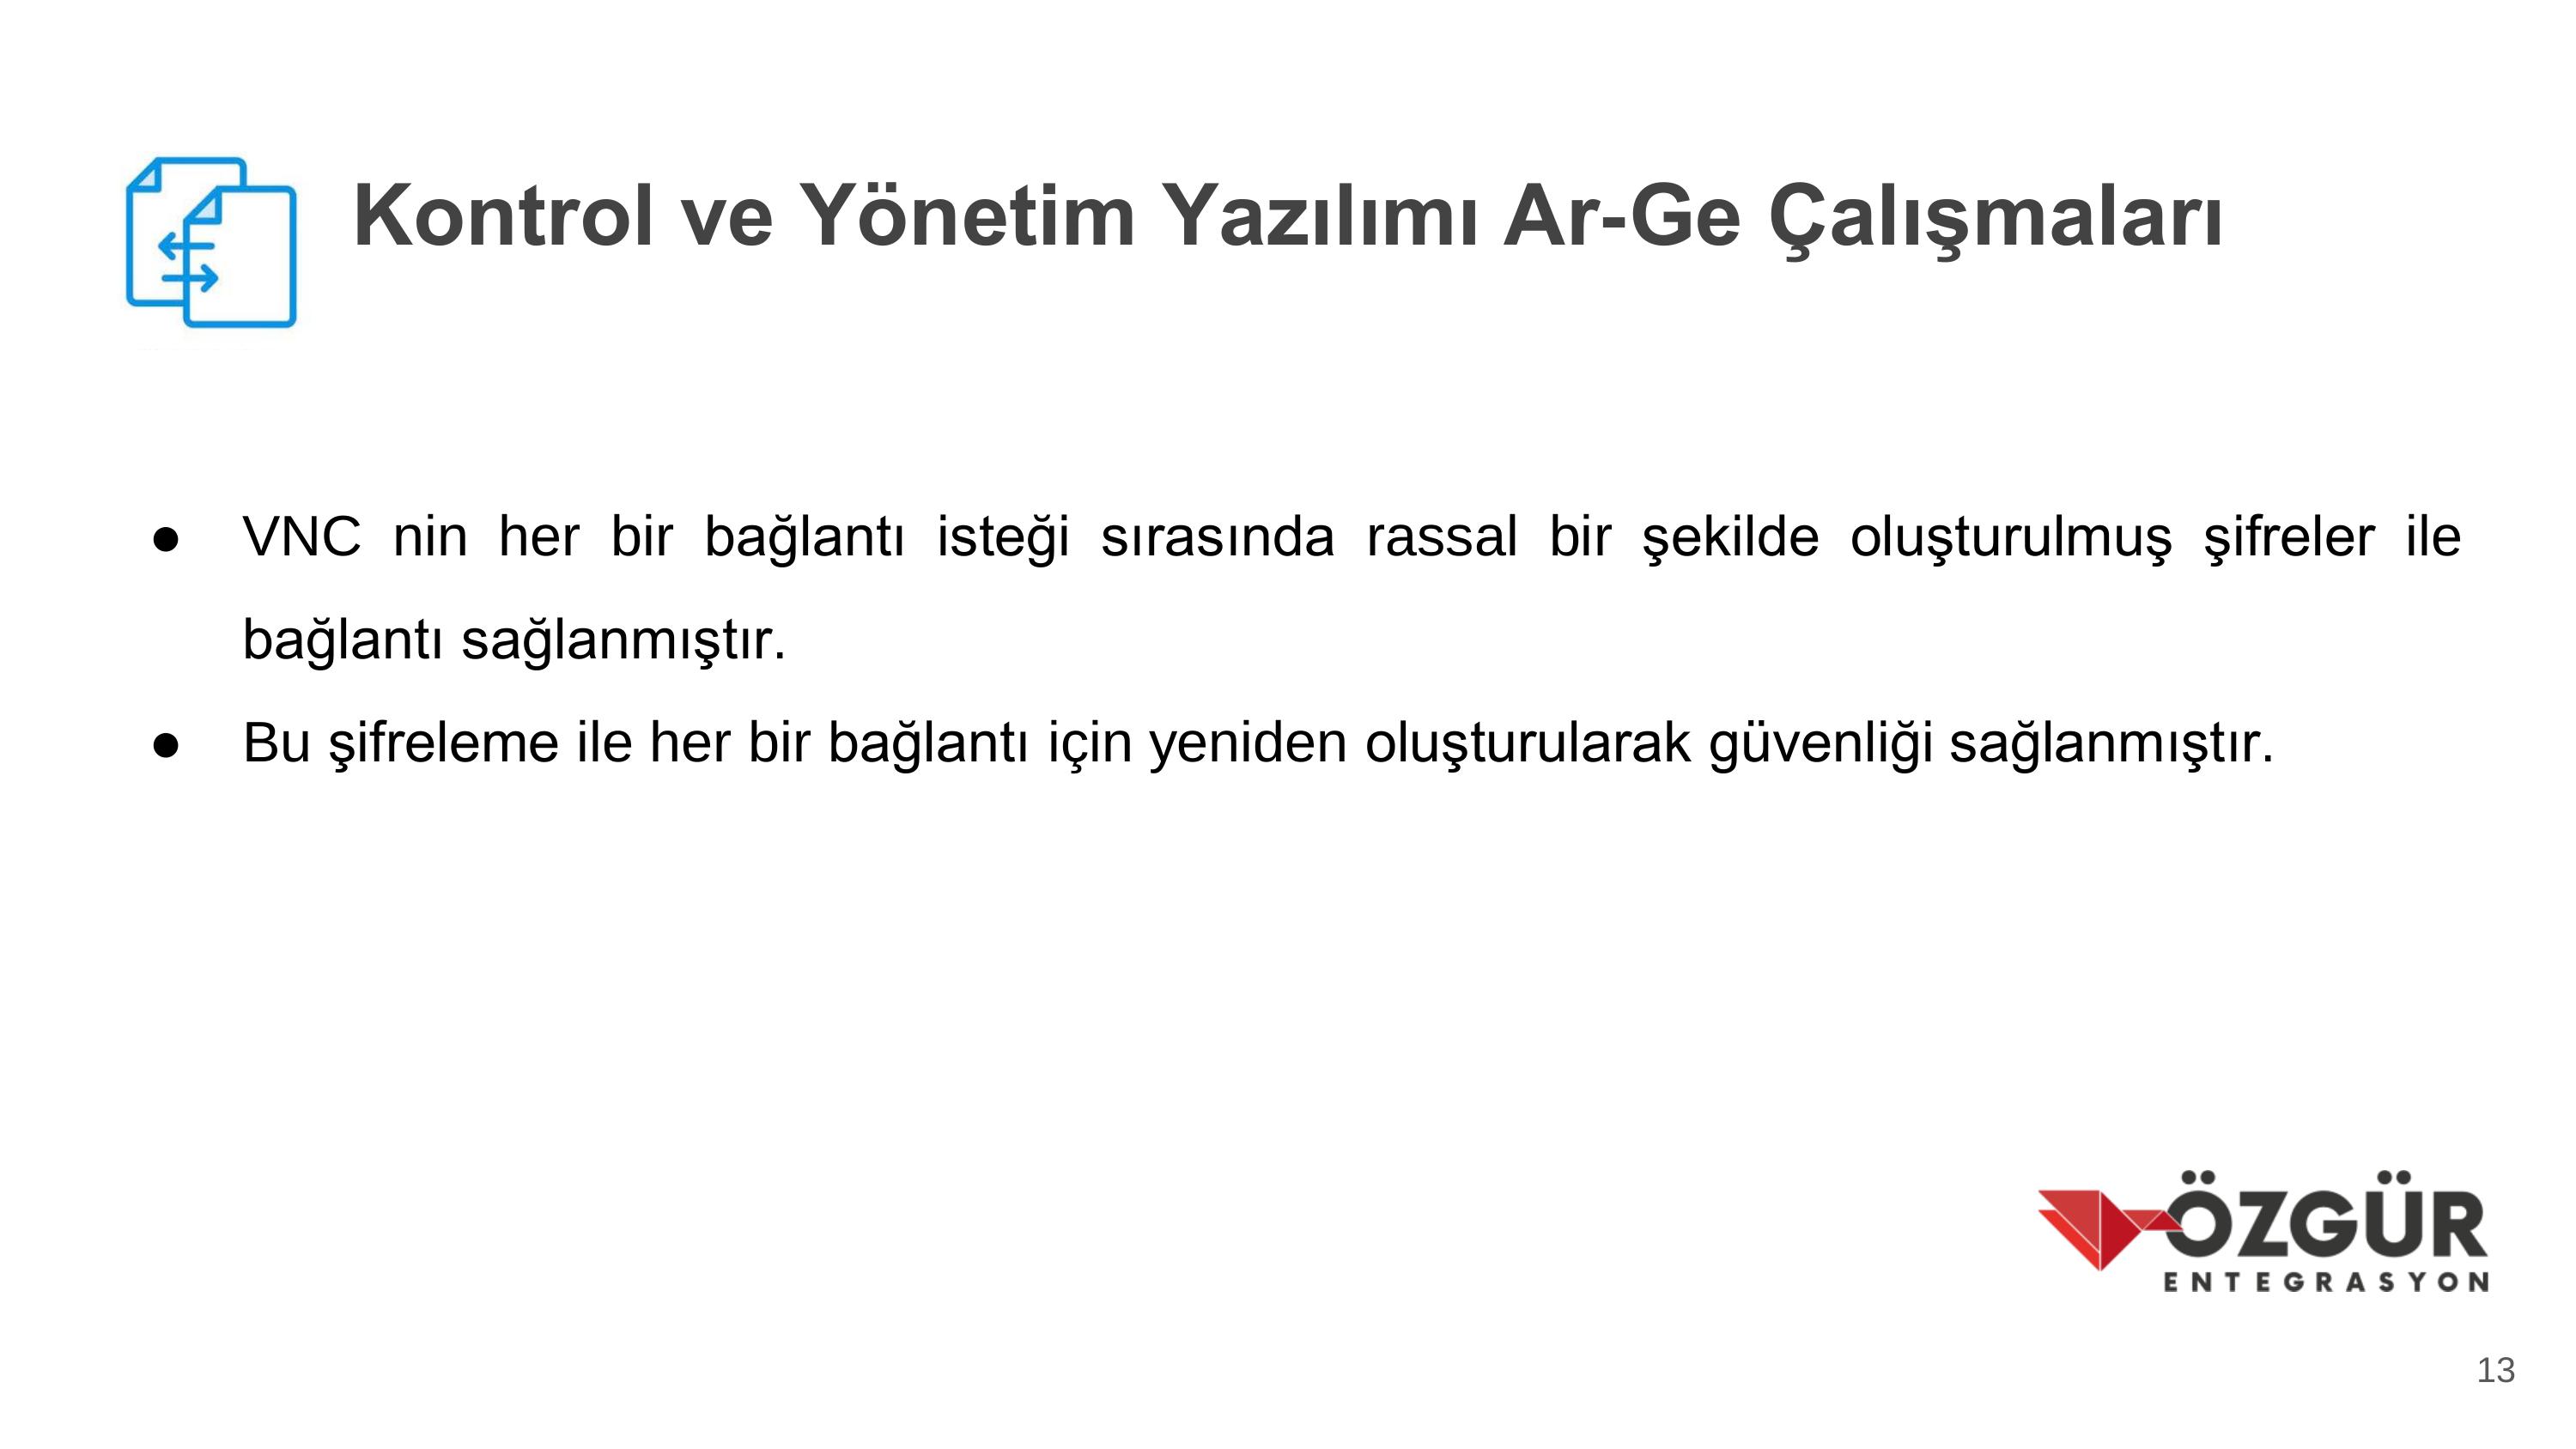 Kontrol ve Yönetim Yazılımı Ar-Ge Çalışmaları
● VNC nin her bir bağlantı isteği sırasında rassal bir şekilde oluşturulmuş şifreler ile
bağlantı sağlanmıştır.
● Bu şifreleme ile her bir bağlantı için yeniden oluşturularak güvenliği sağlanmıştır.
ÖZGÜR
ENTEGRASYON
13